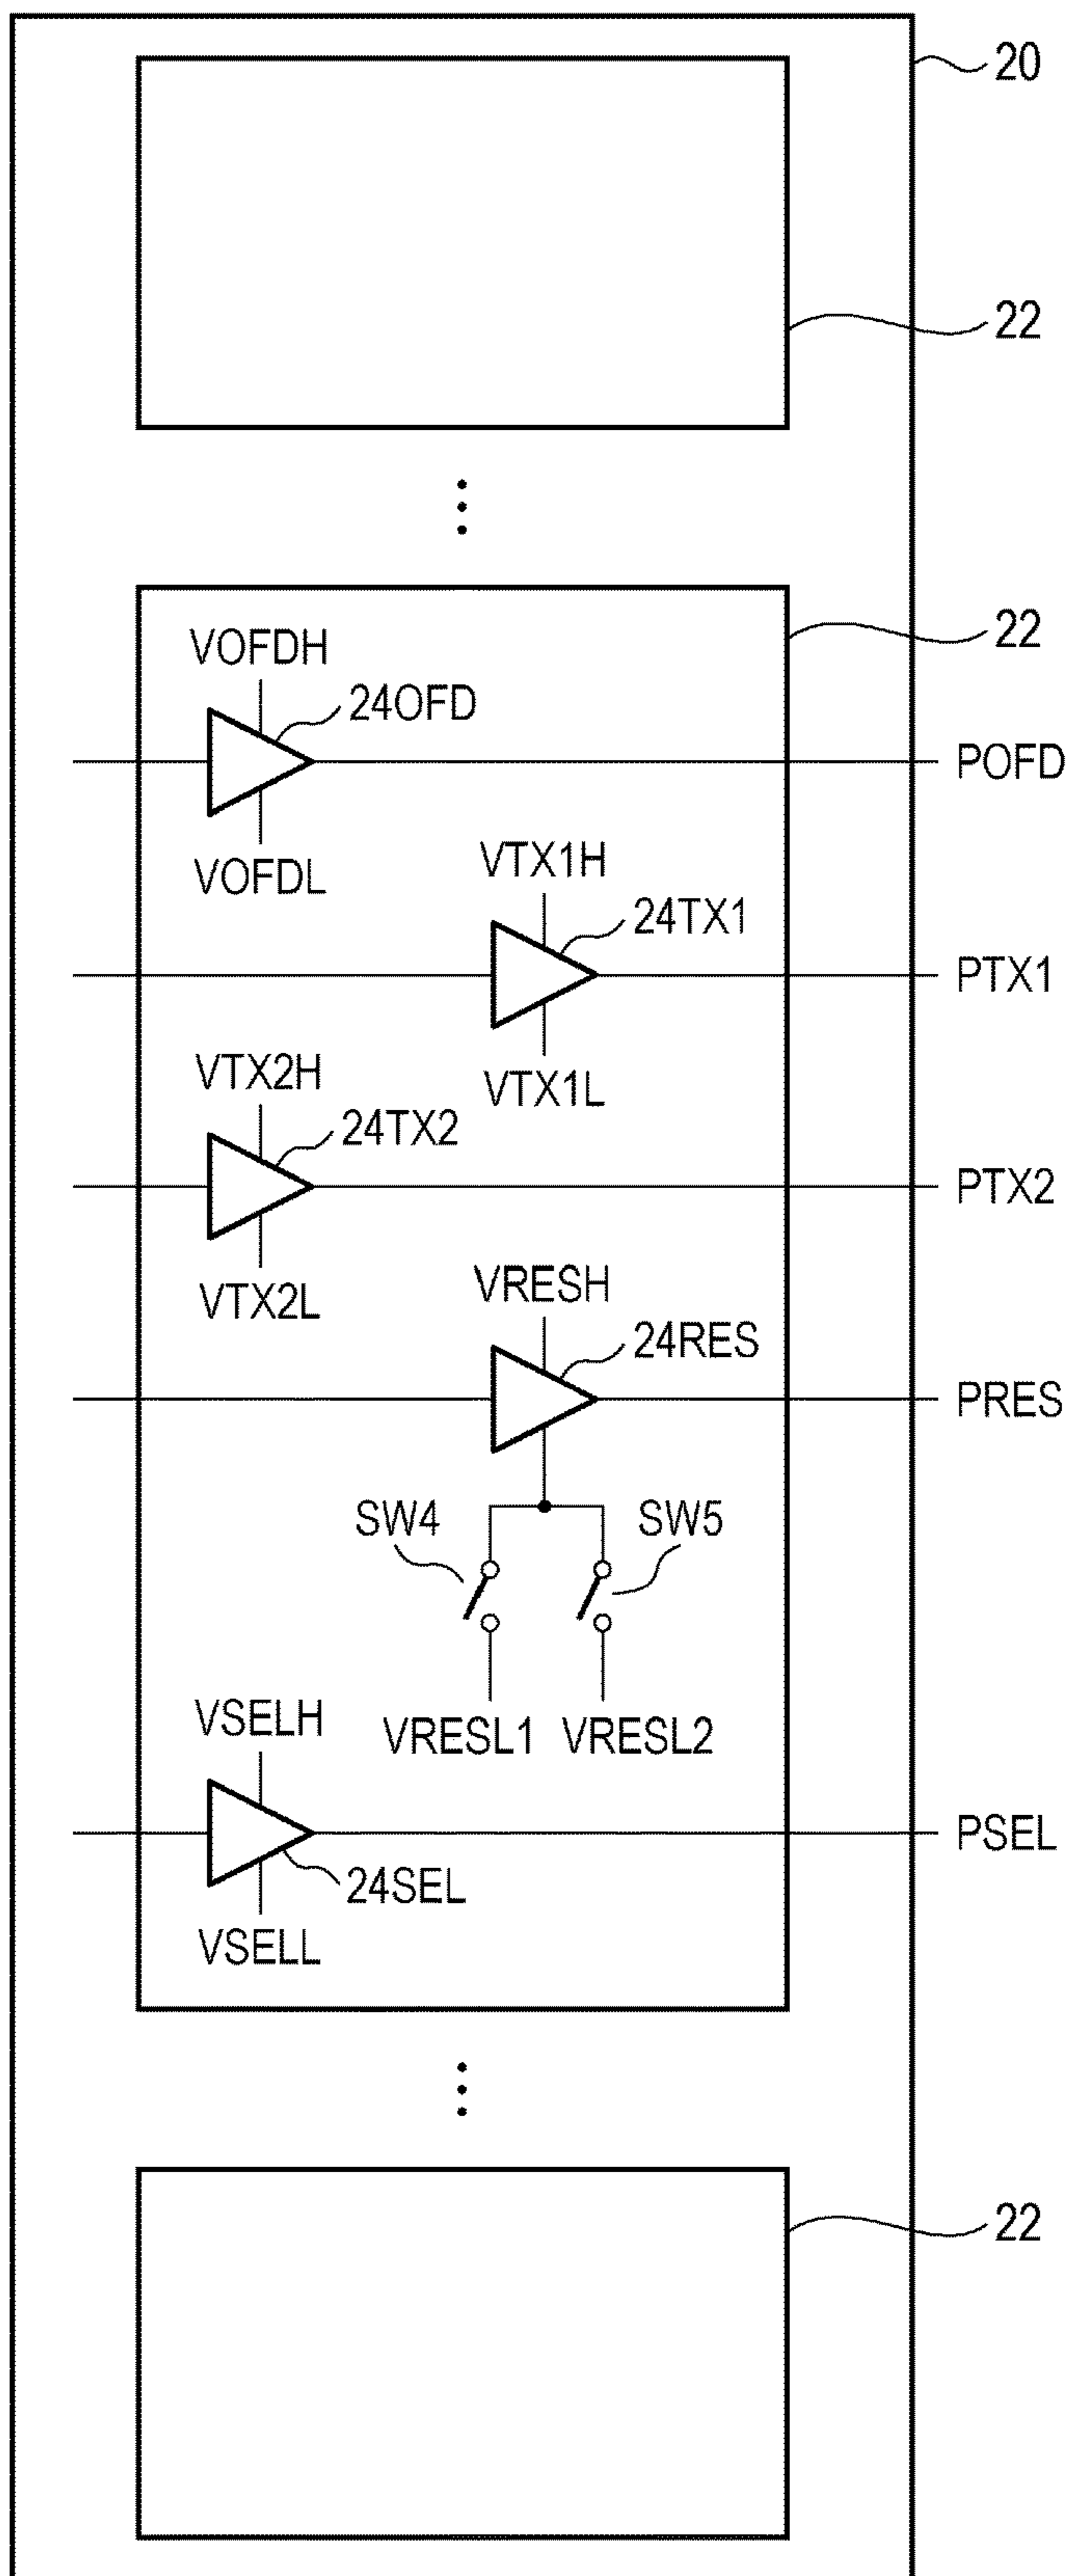 20
22
22
VOFDH
24OFD
POFD
VOFDL
VTX1H
24TX1
PTX1
VTX1L
VTX2H
24TX2
PTX2
VTX2L
VRESH
24RES
PRES
SW4
SW5
VRESL1
VRESL2
VSELH
PSEL
24SEL
VSELL
22